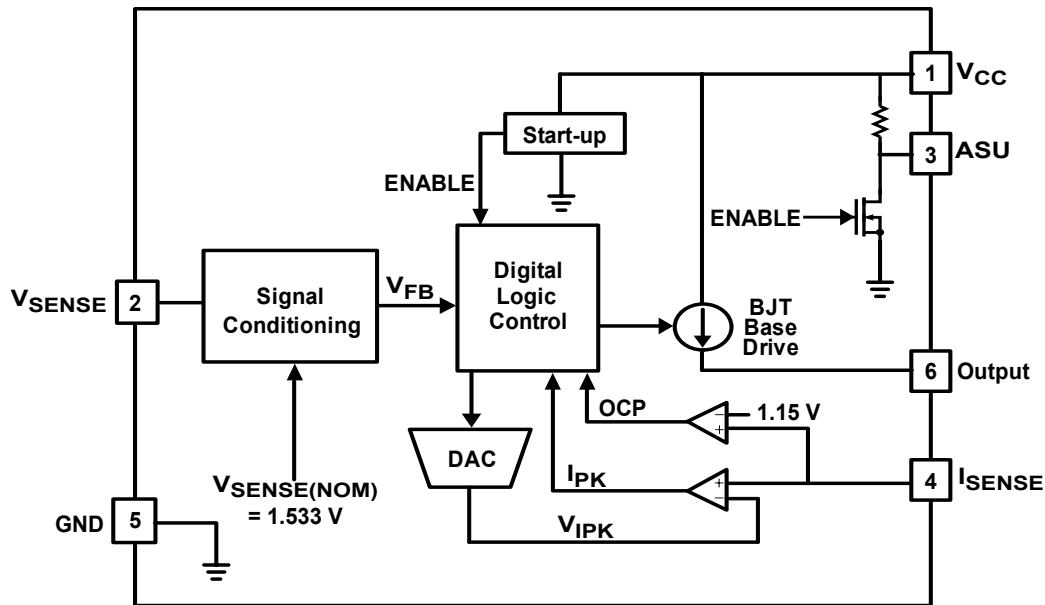 1
VCC
Start-up
3
ASU
ENABLE
ENABLE
VSENSE
2
Signal
Conditioning
VFB
Digital
Logic
Control
BJT
Base
Drive
6
Output
OCP
−
1.15 V
+
DAC
IPK
+
−
4
ISENSE
VSENSE(NOM)
= 1.533 V
VIPK
GND
5